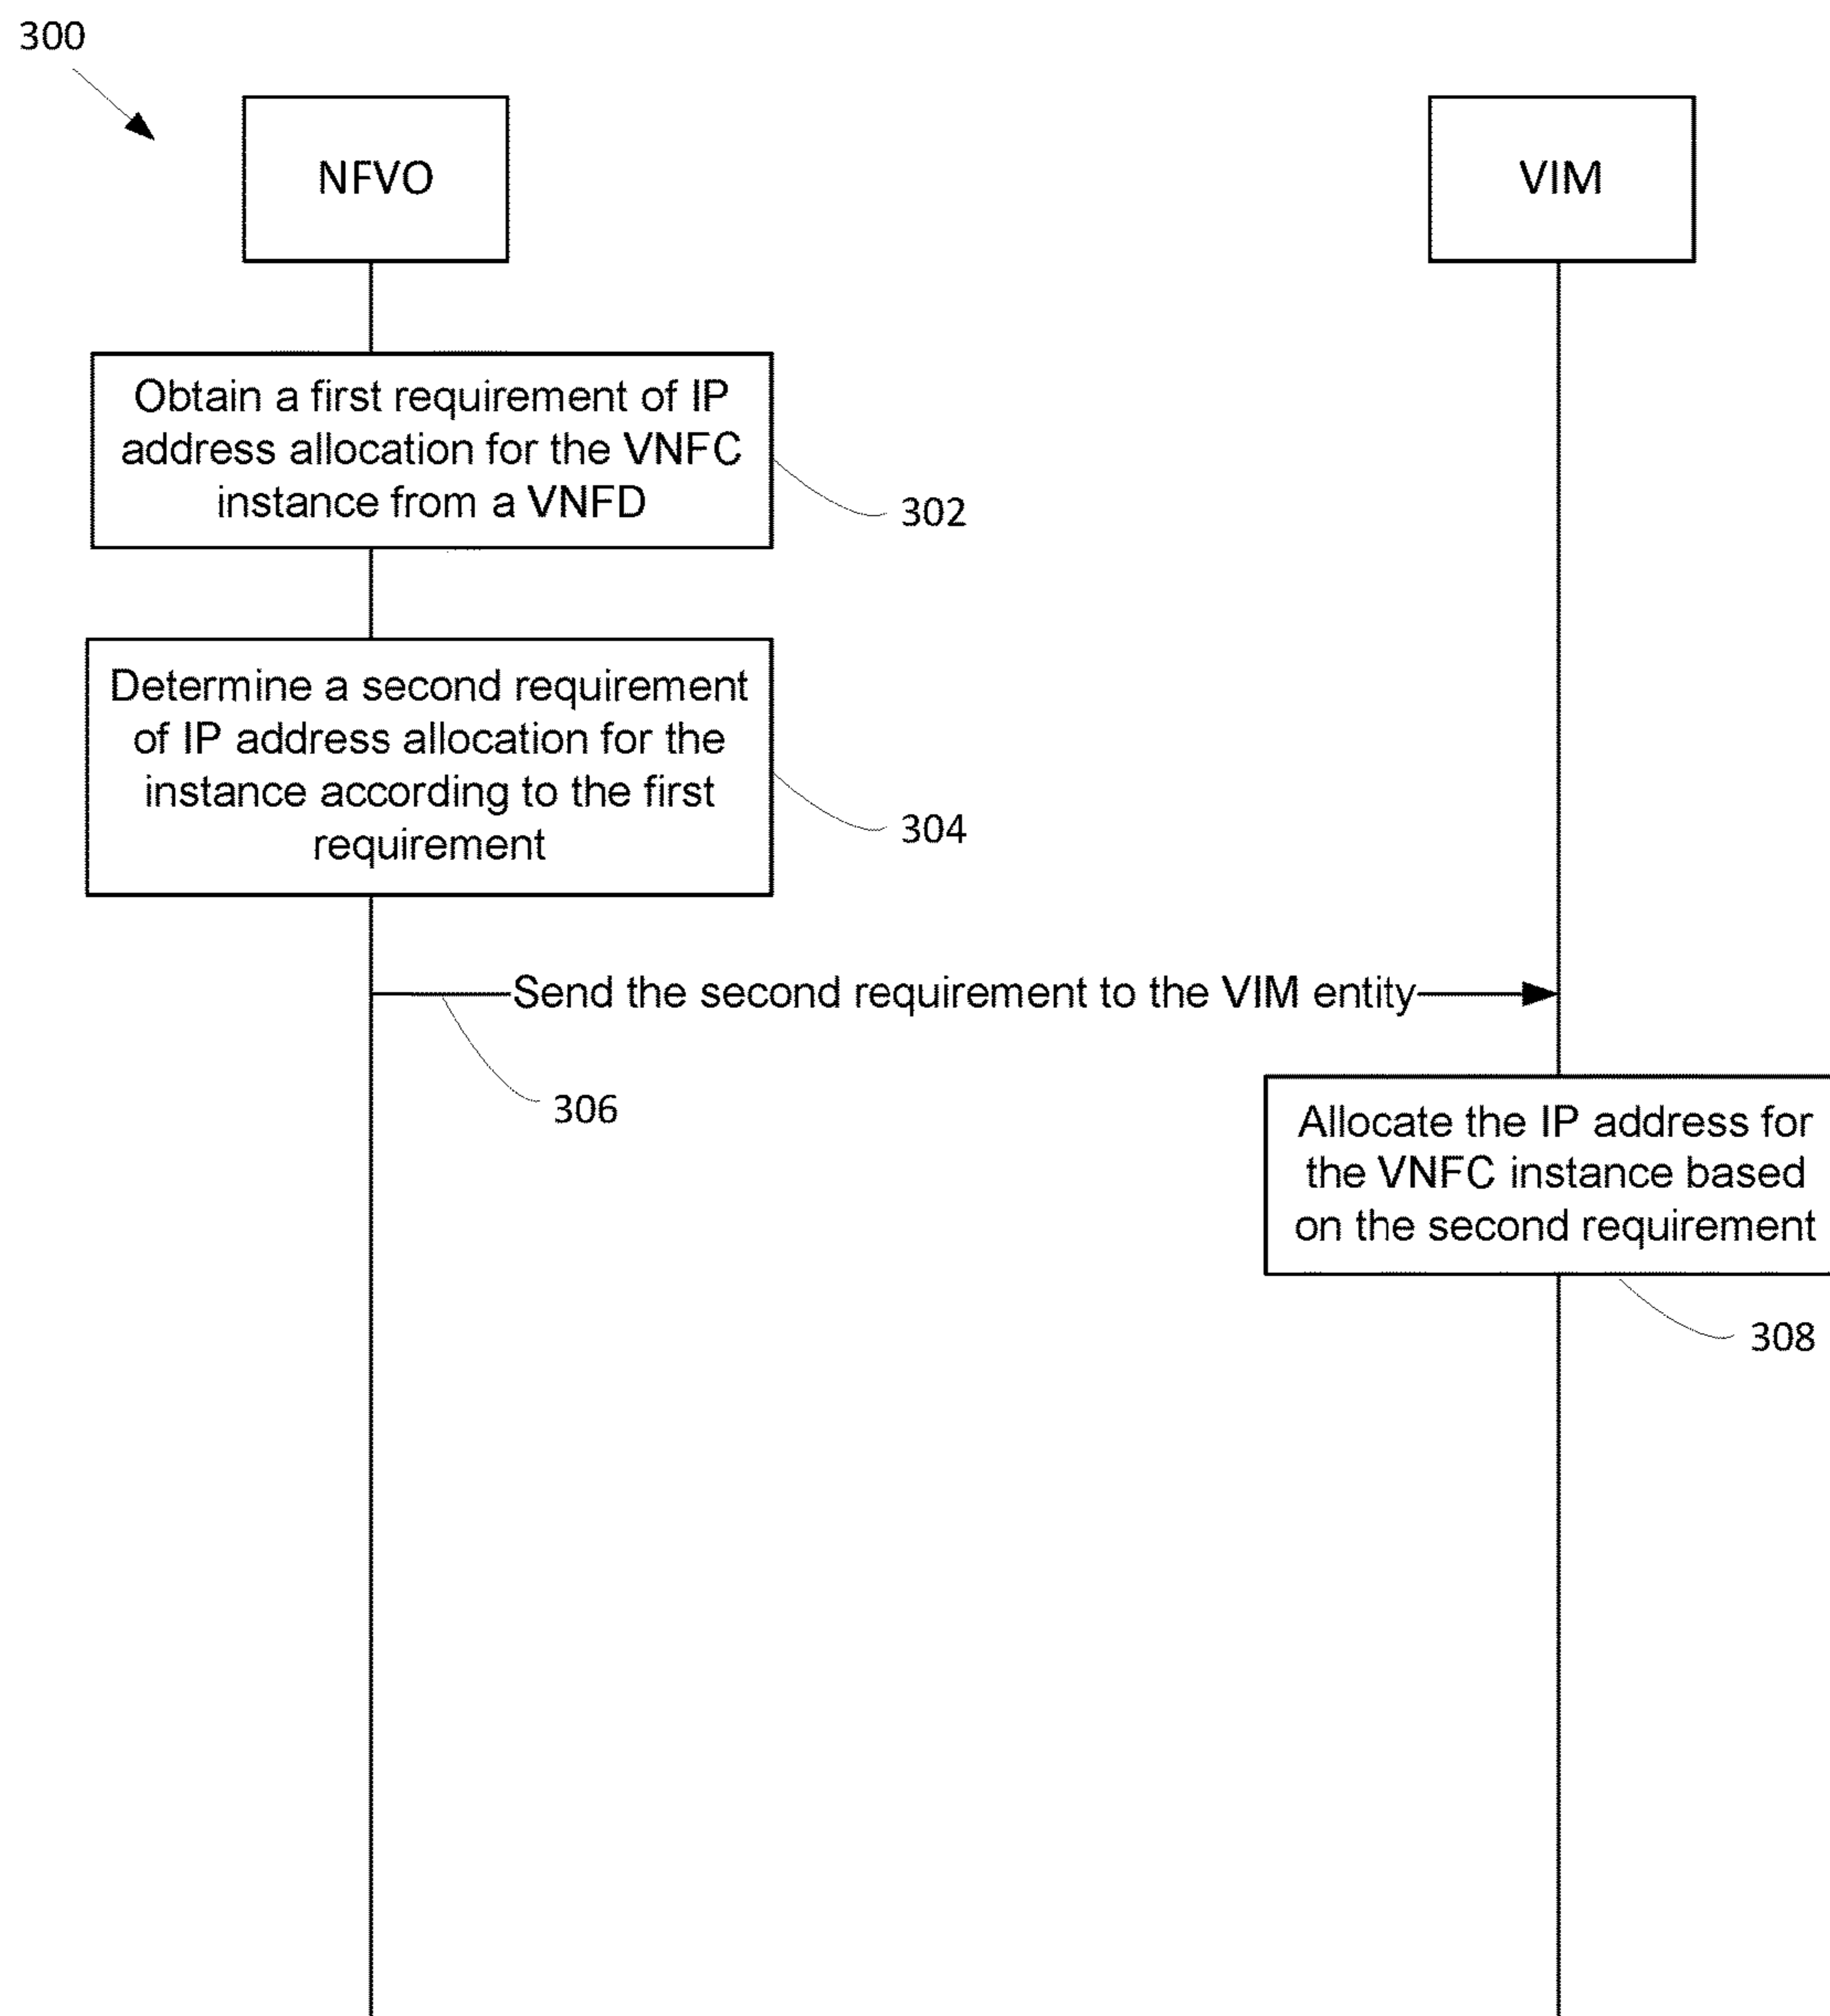 300
NFVO
VIM
Obtain a first requirement of IP
address allocation for the VNFC
instance from a VNFD
302
Determine a second requirement
of IP address allocation for the
instance according to the first
requirement
304
Send the second requirement to the VIM entity
306
Allocate the IP address for
the VNFC instance based
on the second requirement
308